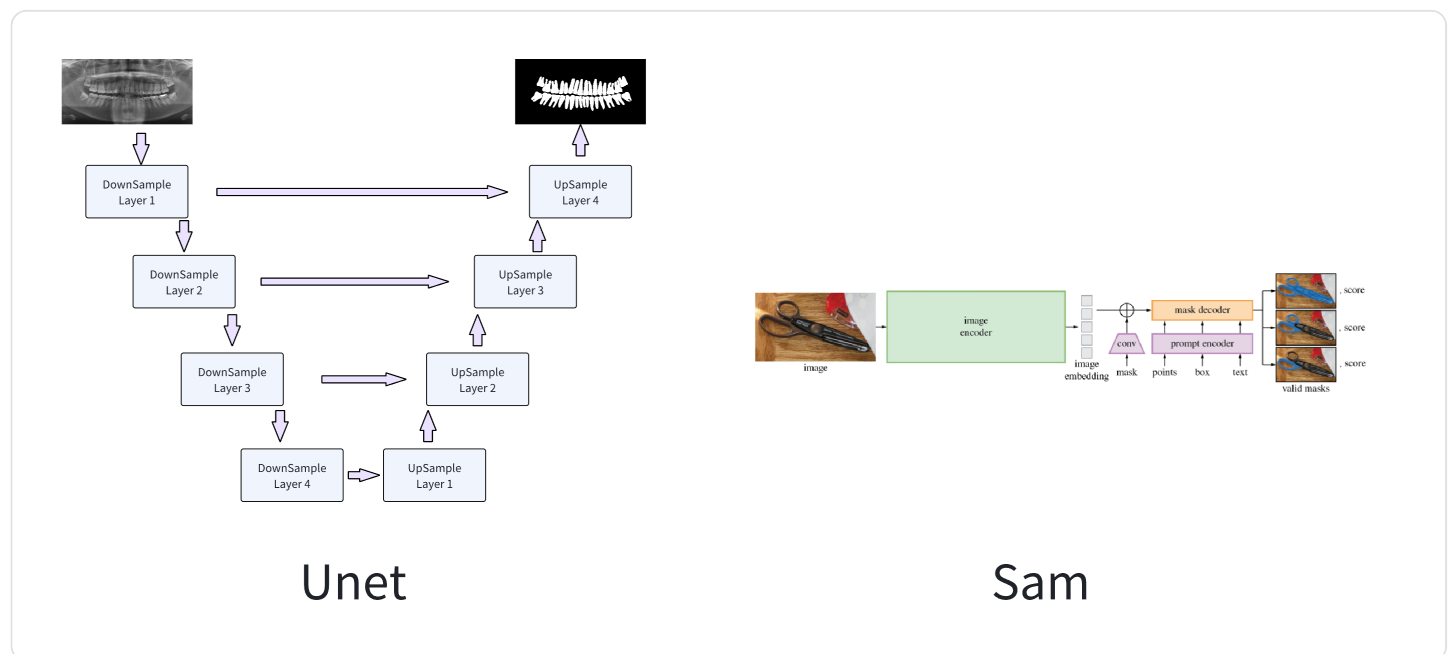 DownSample
Layer 1
UpSample
Layer 4
DownSample
Layer 2
UpSample
Layer 3
DownSample
Layer 3
UpSample
Layer 2
DownSample
Layer 4
UpSample
Layer 1
Unet
image
image
encoder
image
embedding
conv
mask
mask decoder
prompt encoder
points
box
text
, score
, score
, score
valid masks
Sam